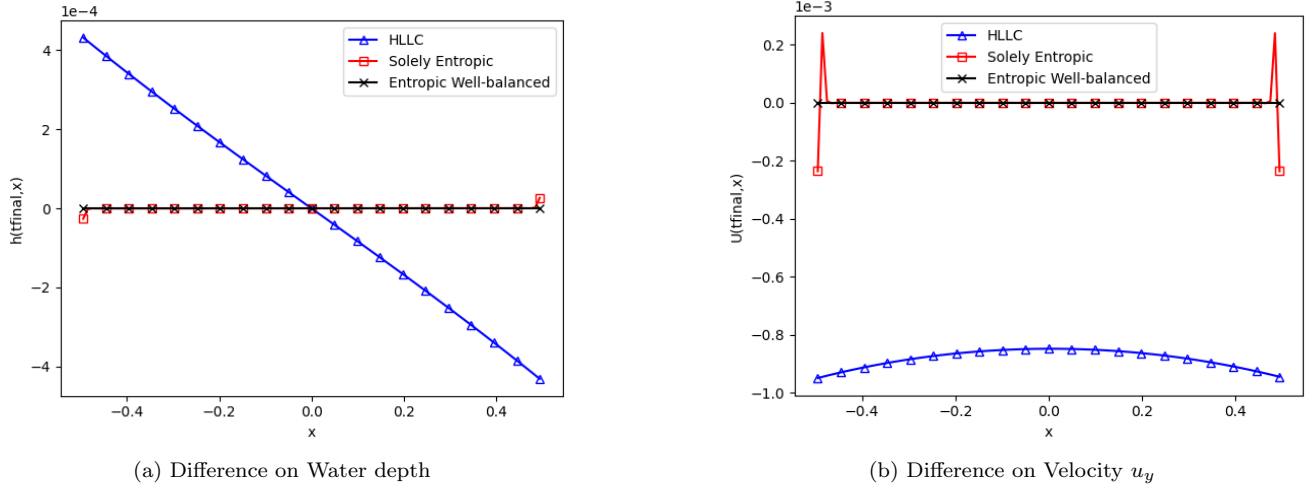 1e−4
HLLC
Solely Entropic
Entropic Well-balanced
h(tfinal,x)
4
2
0
−2
−4
−0.4
−0.2
0.0
0.2
0.4
x
(a) Difference on Water depth
1e−3
HLLC
Solely Entropic
Entropic Well-balanced
U(tfinal,x)
0.2
0.0
−0.2
−0.4
−0.6
−0.8
−1.0
−0.4
−0.2
0.0
0.2
0.4
x
(b) Difference on Velocity u_y